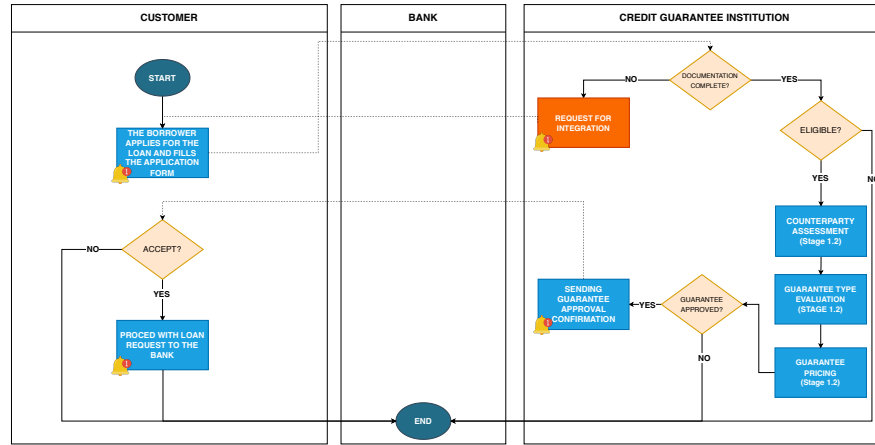 CUSTOMER
BANK
CREDIT GUARANTEE INSTITUTION
START
DOCUMENTATION
COMPLETE?
NO
YES
REQUEST FOR
INTEGRATION
ELIGIBLE?
THE BORROWER
APPLIES FOR THE
LOAN AND FILLS
THE APPLICATION
FORM
YES
NO
COUNTERPARTY
ASSESSMENT
(Stage 1.2)
ACCEPT?
NO
YES
SENDING
GUARANTEE
APPROVAL
CONFIRMATION
YES
GUARANTEE
APPROVED?
NO
GUARANTEE TYPE
EVALUATION
(STAGE 1.2)
PROCED WITH LOAN
REQUEST TO THE
BANK
GUARANTEE
PRICING
(Stage 1.2)
END